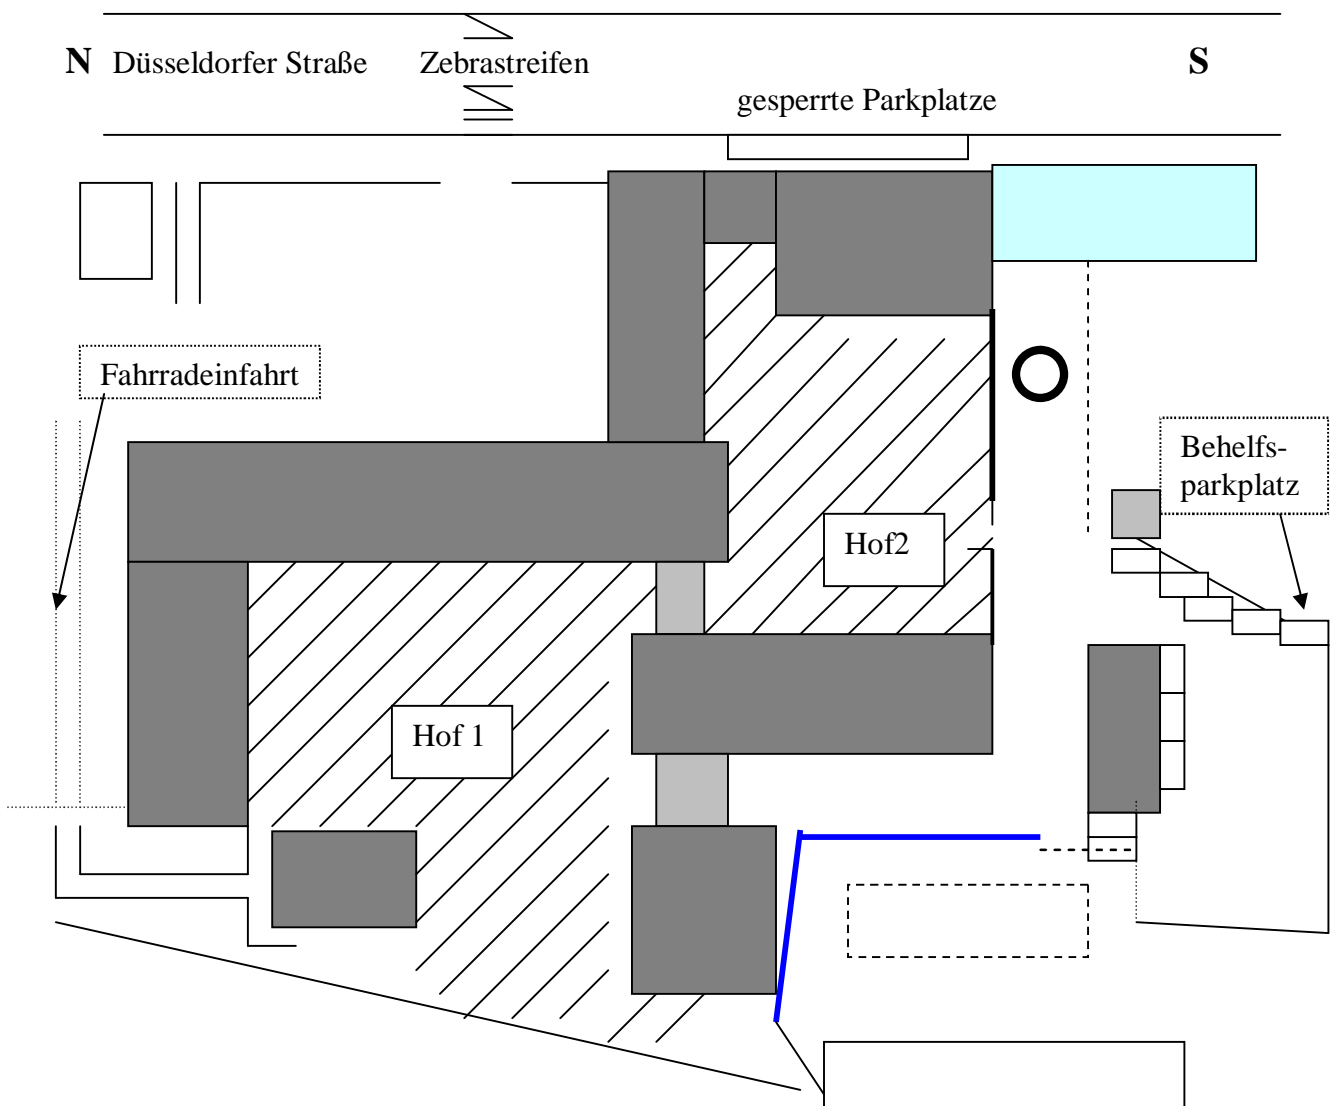 N Düsseldorfer Straße Zebrastreifen S
gesperrte Parkplatze
Fahrradeinfahrt
Behelfs-
parkplatz
Hof2
Hof 1